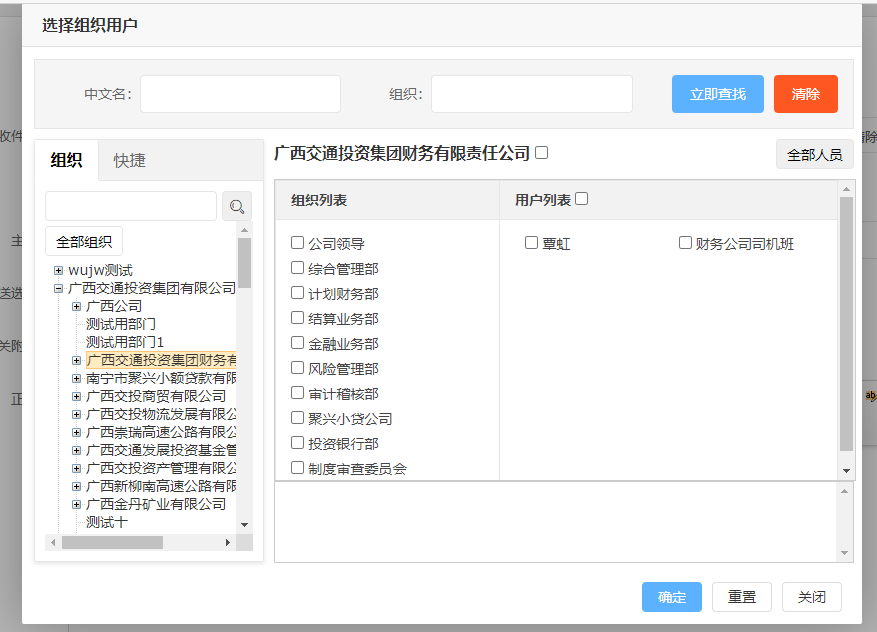 选择组织用户
中文名：
组织：
立即查找
清除
组织
快捷
全部组织
wujw测试
广西交通投资集团有限公司
广西公司
测试用部门
测试用部门1
广西交通投资集团财务有
南宁市聚兴小额贷款有限
广西交投商贸有限公司
广西交投物流发展有限公
广西崇瑞高速公路有限公
广西交通发展投资基金管
广西交投资产管理有限公
广西新柳南高速公路有限
广西金丹矿业有限公司
测试十
广西交通投资集团财务有限责任公司
全部人员
组织列表
用户列表
公司领导
综合管理部
计划财务部
结算业务部
金融业务部
风险管理部
审计稽核部
聚兴小贷公司
投资银行部
制度审查委员会
覃虹
财务公司司机班
确定
重置
关闭
收件
主
送选
关附
正
除
ab